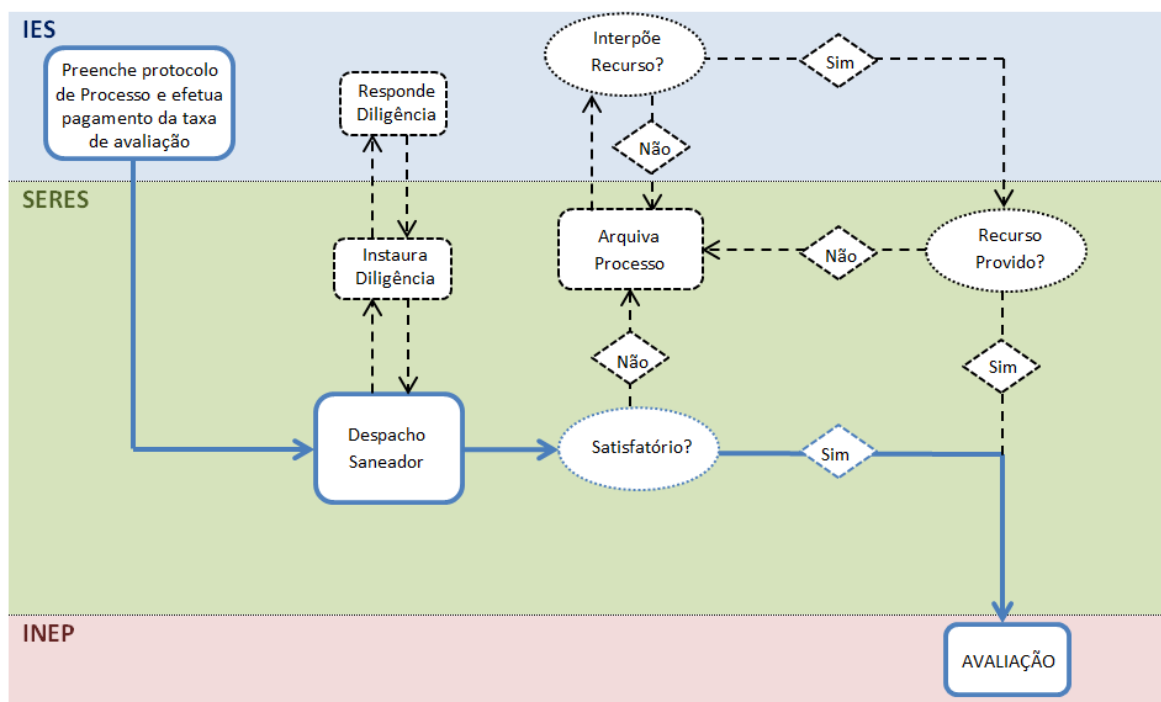 IES
Preenche protocolo
de Processo e efetua
pagamento da taxa
de avaliação
Responde
Diligência
Interpõe
Recurso?
Sim
Não
SERES
Instaura
Diligência
Arquiva
Processo
Não
Recurso
Provido?
Não
Sim
Despacho
Saneador
Satisfatório?
Sim
INEP
AVALIAÇÃO